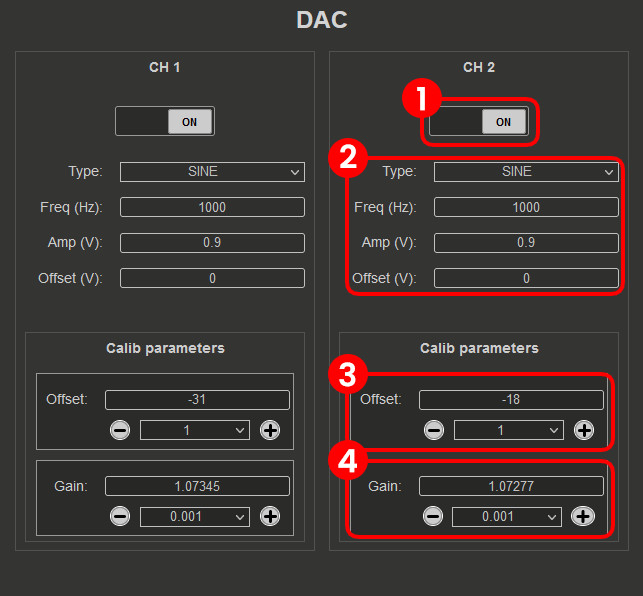 DAC
CH 1
ON
Type: SINE
Freq (Hz): 1000
Amp (V): 0.9
Offset (V): 0
Calib parameters
Offset: -31
1
Gain: 1.07345
0.001
CH 2
1
ON
2
Type: SINE
Freq (Hz): 1000
Amp (V): 0.9
Offset (V): 0
Calib parameters
3
Offset: -18
1
4
Gain: 1.07277
0.001